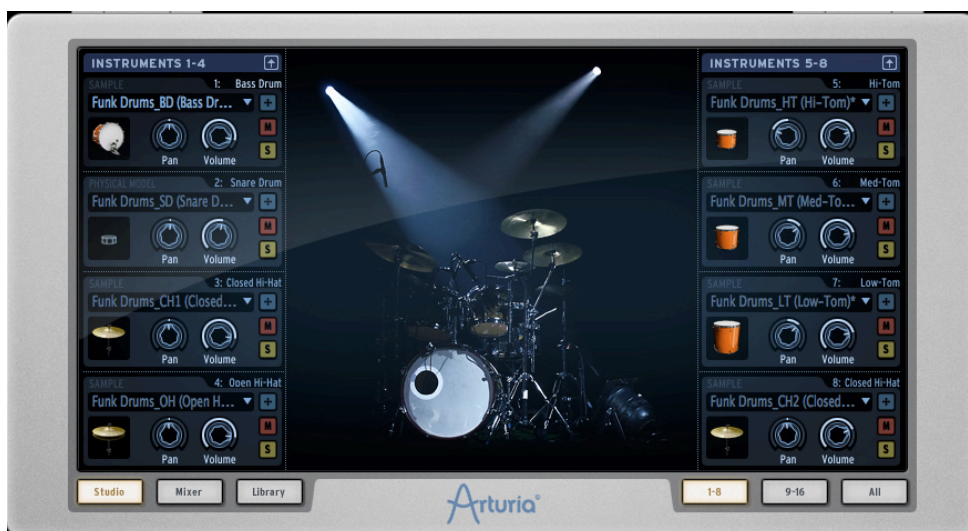 INSTRUMENTS 1-4
SAMPLE 1: Bass Drum
Funk Drums_BD (Bass Dr...
M
Pan Volume S
PHYSICAL MODEL 2: Snare Drum
Funk Drums_SD (Snare D...
M
Pan Volume S
SAMPLE 3: Closed Hi-Hat
Funk Drums_CH1 (Closed...
M
Pan Volume S
SAMPLE 4: Open Hi-Hat
Funk Drums_OH (Open H...
M
Pan Volume S
INSTRUMENTS 5-8
SAMPLE 5: Hi-Tom
Funk Drums_HT (Hi-Tom)*
M
Pan Volume S
SAMPLE 6: Med-Tom
Funk Drums_MT (Med-To...
M
Pan Volume S
SAMPLE 7: Low-Tom
Funk Drums_LT (Low-Tom)*
M
Pan Volume S
SAMPLE 8: Closed Hi-Hat
Funk Drums_CH2 (Closed...
M
Pan Volume S
Studio Mixer Library Arturia® 1-8 9-16 All